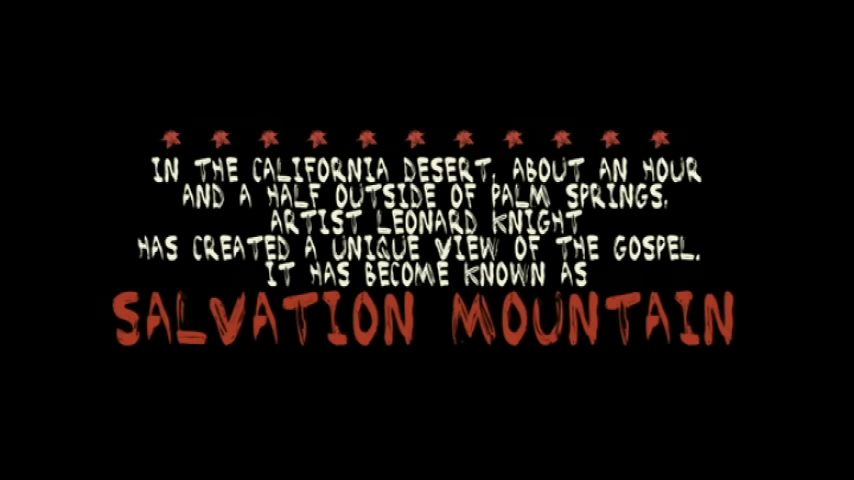 IN THE CALIFORNIA DESERT, ABOUT AN HOUR
AND A HALF OUTSIDE OF PALM SPRINGS,
ARTIST LEONARD KNIGHT
HAS CREATED A UNIQUE VIEW OF THE GOSPEL.
IT HAS BECOME KNOWN AS
SALVATION MOUNTAIN